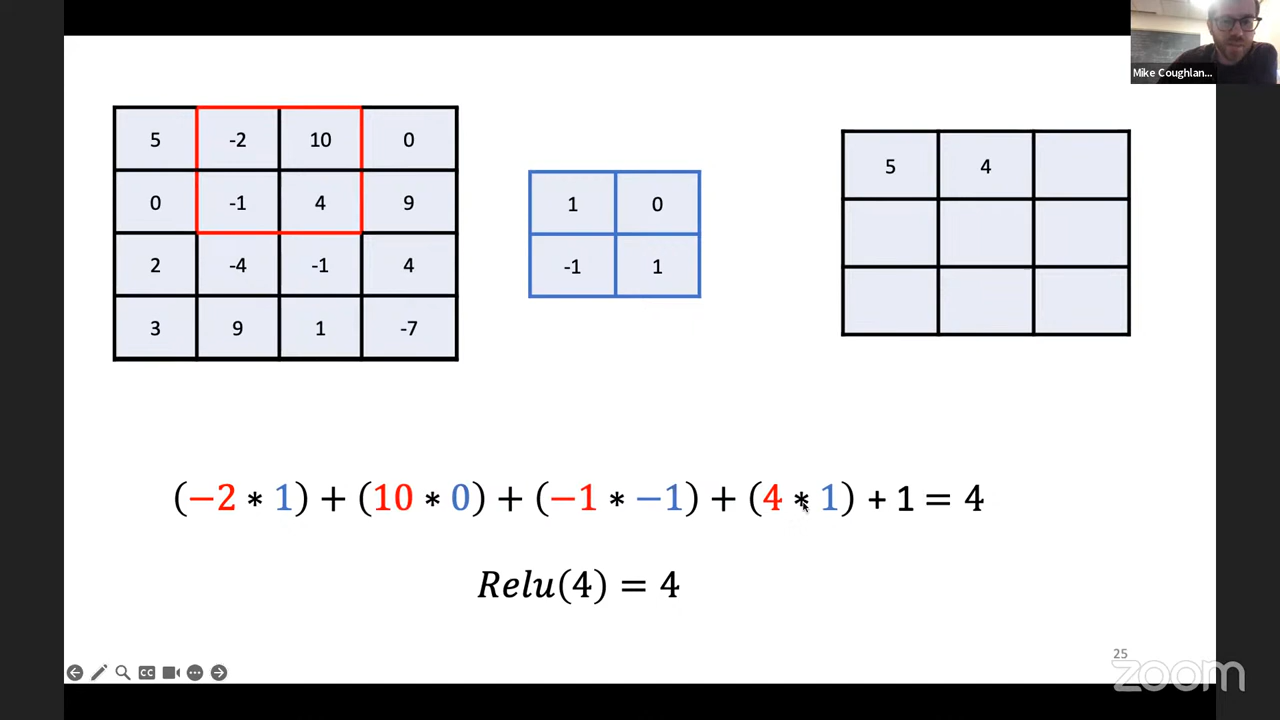 Mike Coughlan...
5 -2 10 0
0 -1 4 9
2 -4 -1 4
3 9 1 -7
1 0
-1 1
5 4
(−2 ∗ 1) + (10 ∗ 0) + (−1 ∗ −1) + (4 ∗ 1) + 1 = 4
Relu(4) = 4
25
CC
zoom